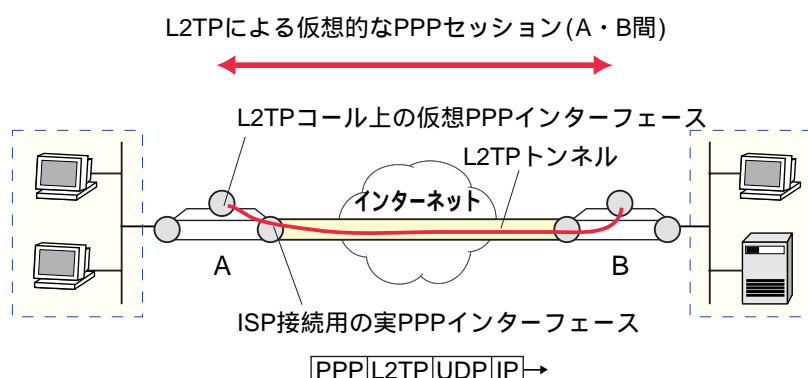 L2TPによる仮想的なPPPセッション(A・B間)
L2TPコール上の仮想PPPインターフェース
L2TPトンネル
インターネット
A
B
ISP接続用の実PPPインターフェース
PPP L2TP UDP IP